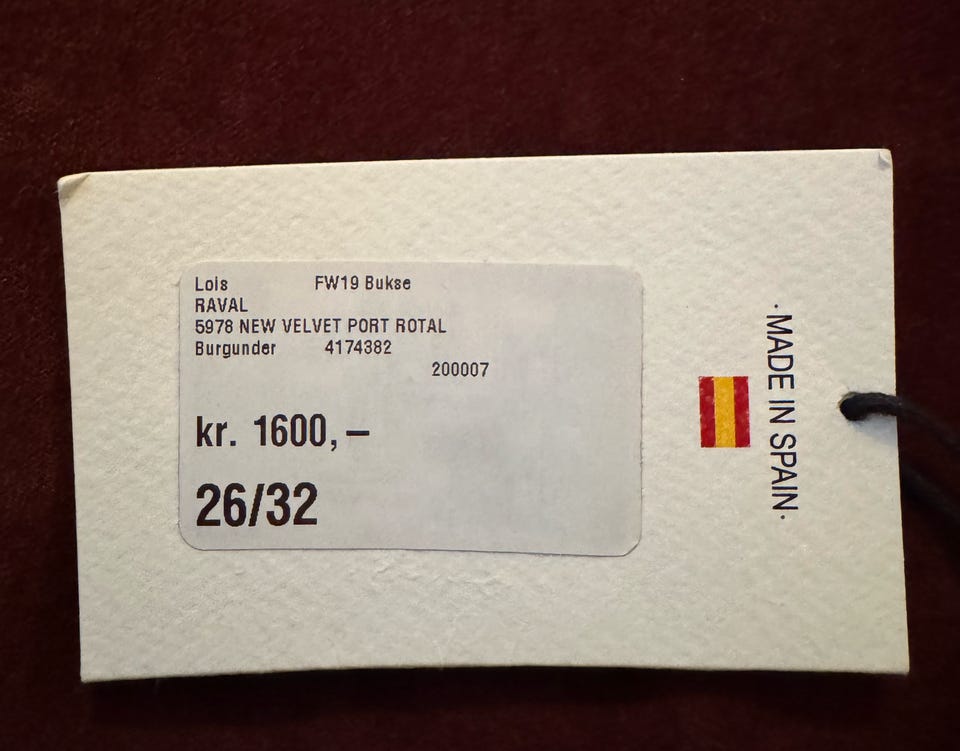 Lois FW19 Bukse
RAVAL
5978 NEW VELVET PORT ROTAL
Burgunder 4174382
200007
kr. 1600,–
26/32
·MADE IN SPAIN·